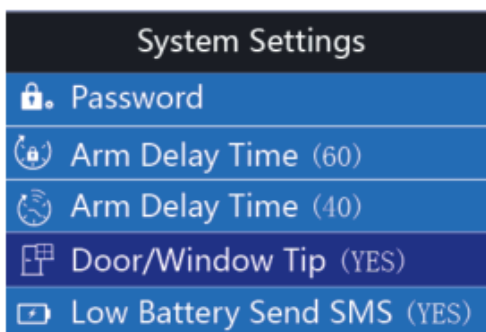 System Settings
Password
Arm Delay Time (60)
Arm Delay Time (40)
Door/Window Tip (YES)
Low Battery Send SMS (YES)